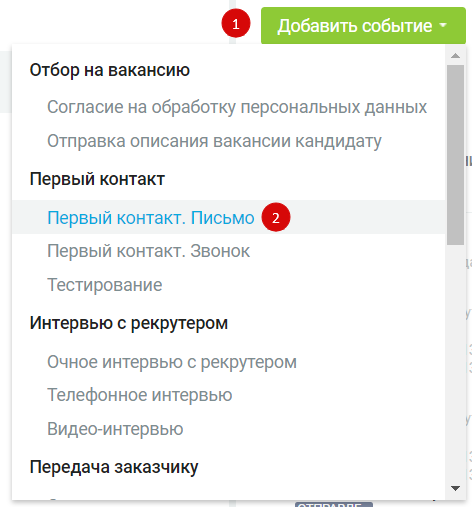 1 Добавить событие
Отбор на вакансию
Согласие на обработку персональных данных
Отправка описания вакансии кандидату
Первый контакт
Первый контакт. Письмо 2
Первый контакт. Звонок
Тестирование
Интервью с рекрутером
Очное интервью с рекрутером
Телефонное интервью
Видео-интервью
Передача заказчику